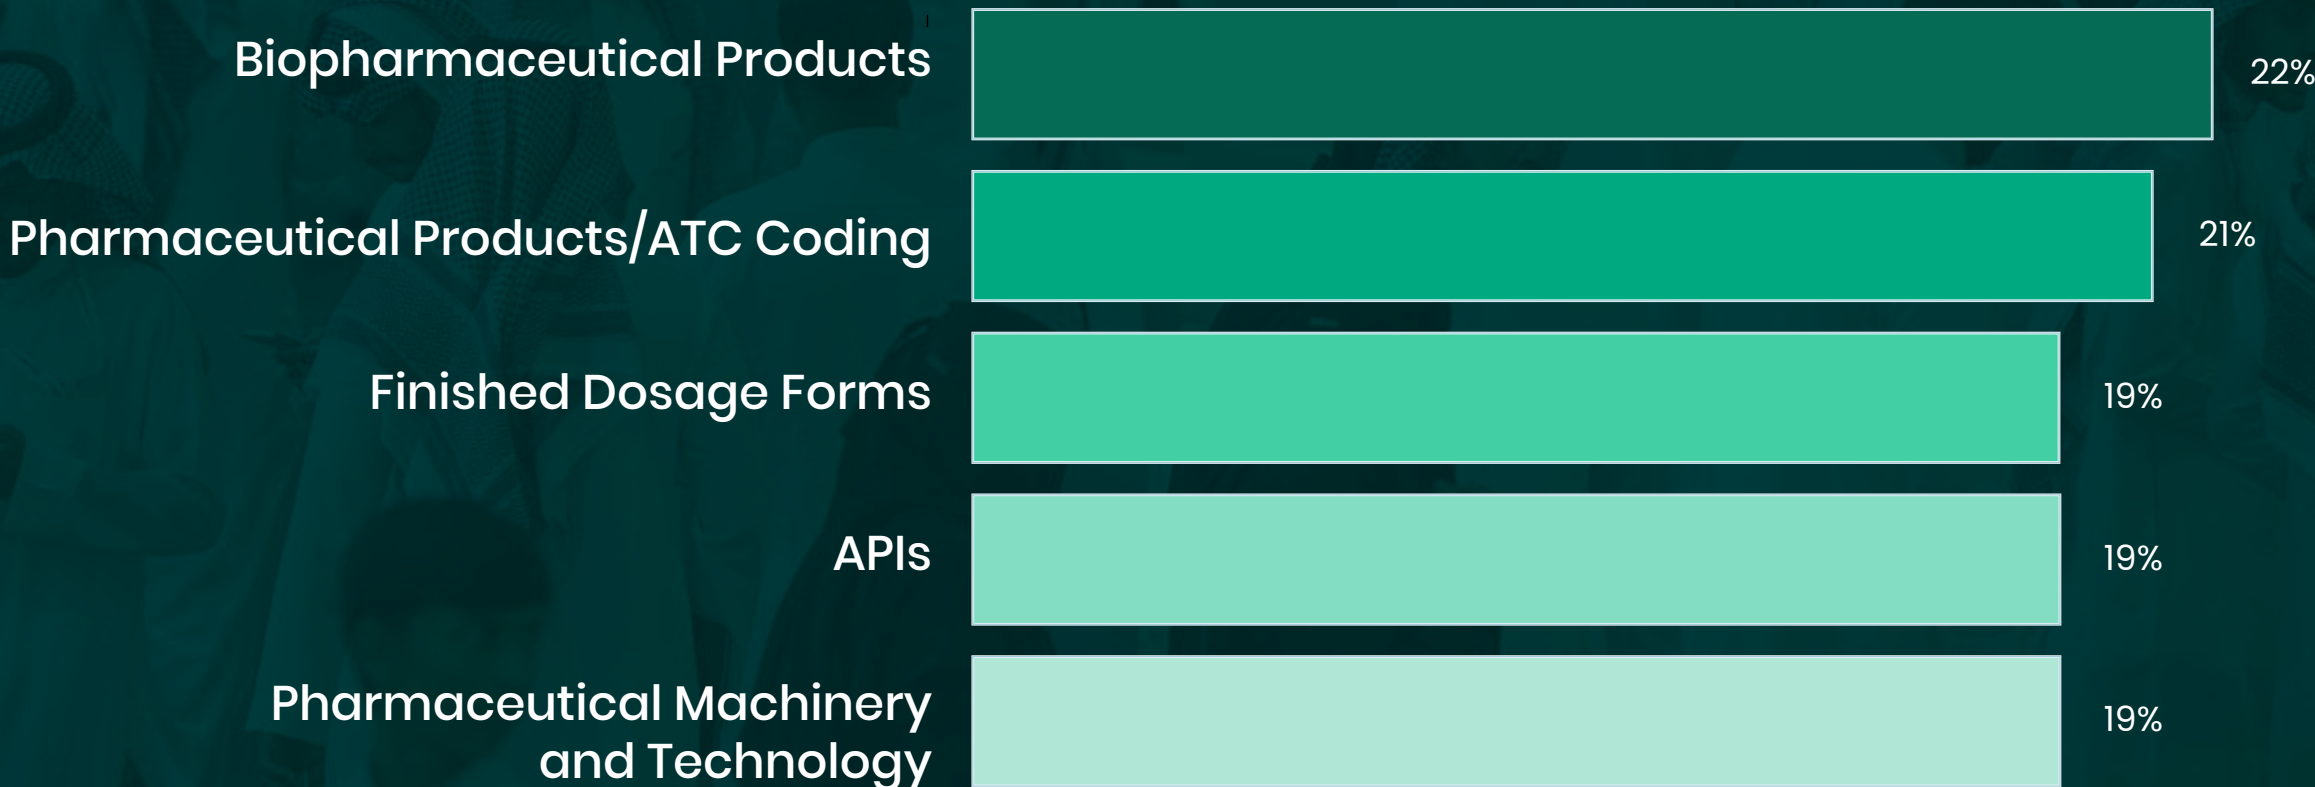 Biopharmaceutical Products
22%
Pharmaceutical Products/ATC Coding
21%
Finished Dosage Forms
19%
APIs
19%
Pharmaceutical Machinery
and Technology
19%